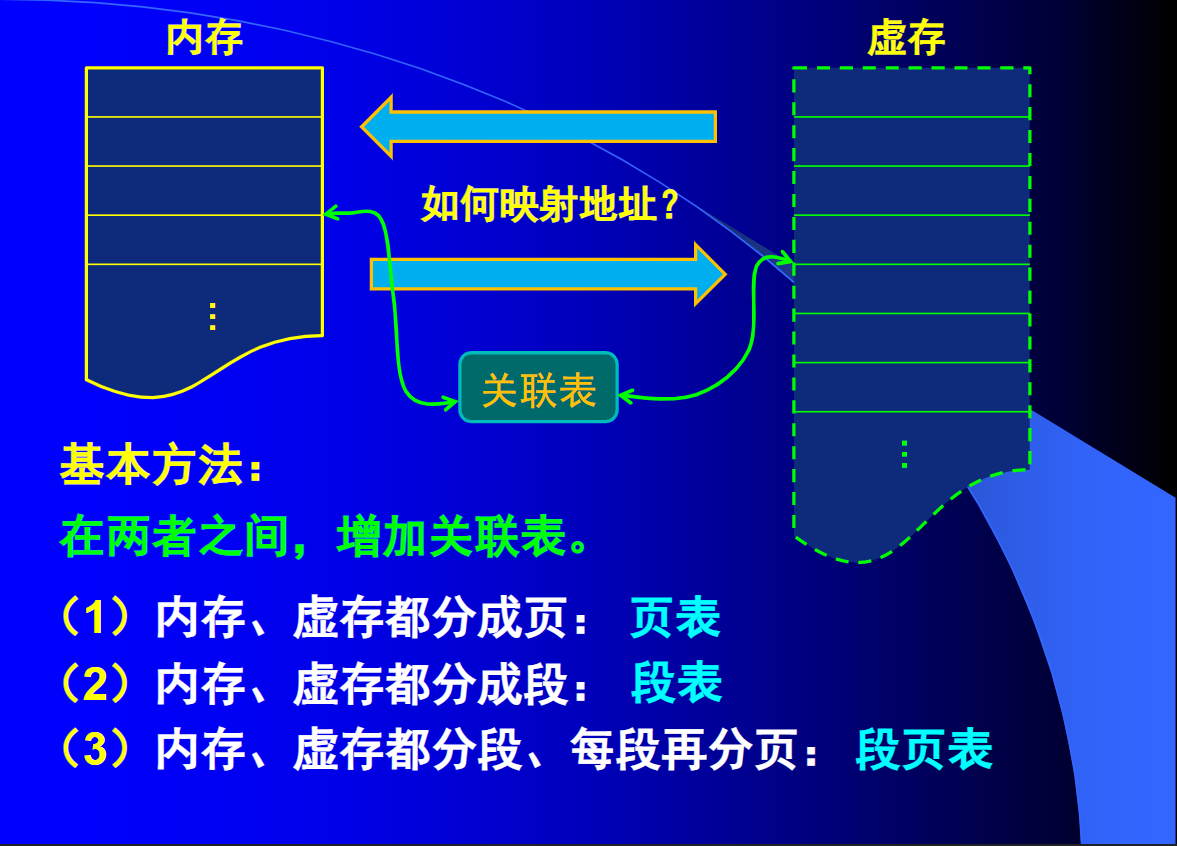 内存
虚存
如何映射地址？
⋮
⋮
关联表
基本方法：
在两者之间，增加关联表。
（1）内存、虚存都分成页： 页表
（2）内存、虚存都分成段： 段表
（3）内存、虚存都分段、每段再分页： 段页表